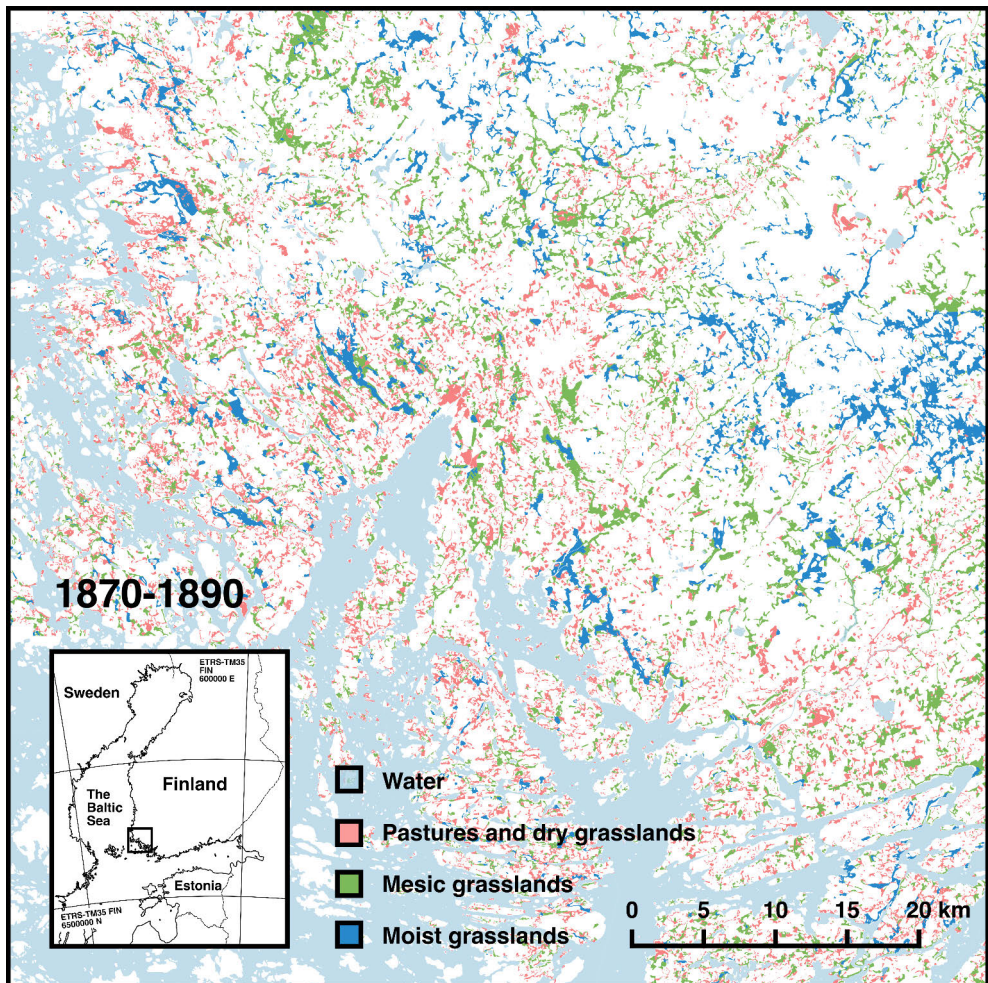 1870-1890
ETRS-TM35
FIN
600000 E
Sweden
Finland
The
Baltic
Sea
Estonia
ETRS-TM35 FIN
6500000 N
Water
Pastures and dry grasslands
Mesic grasslands
Moist grasslands
0 5 10 15 20 km